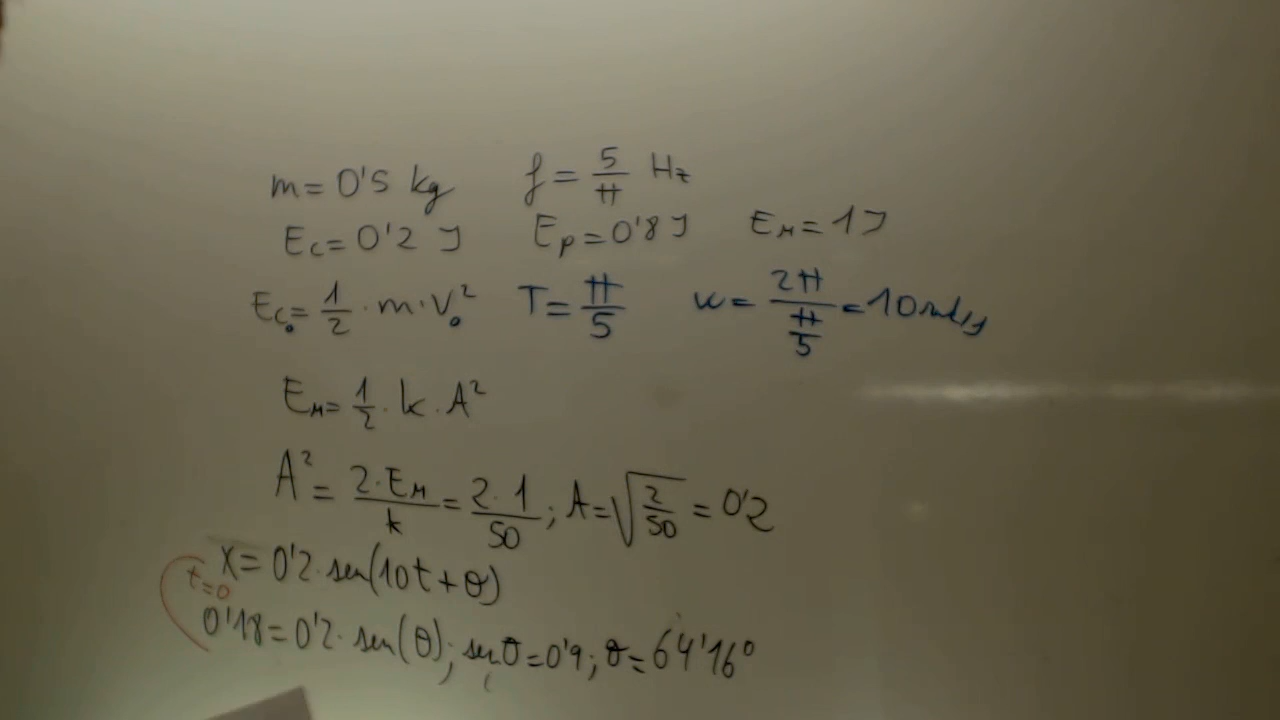 m = 0'5 kg f = 5/π Hz
Ec = 0'2 J Ep = 0'8 J EM = 1 J
Ec₀ = 1/2 · m · v₀² T = π/5 w = 2π/(π/5) = 10 rad/s
EM = 1/2 · k · A²
A² = 2·EM/k = 2·1/50 ; A = √(2/50) = 0'2
x = 0'2 · sen(10t + θ)
t=0
0'18 = 0'2 · sen(θ); senθ = 0'9 ; θ = 64'16°